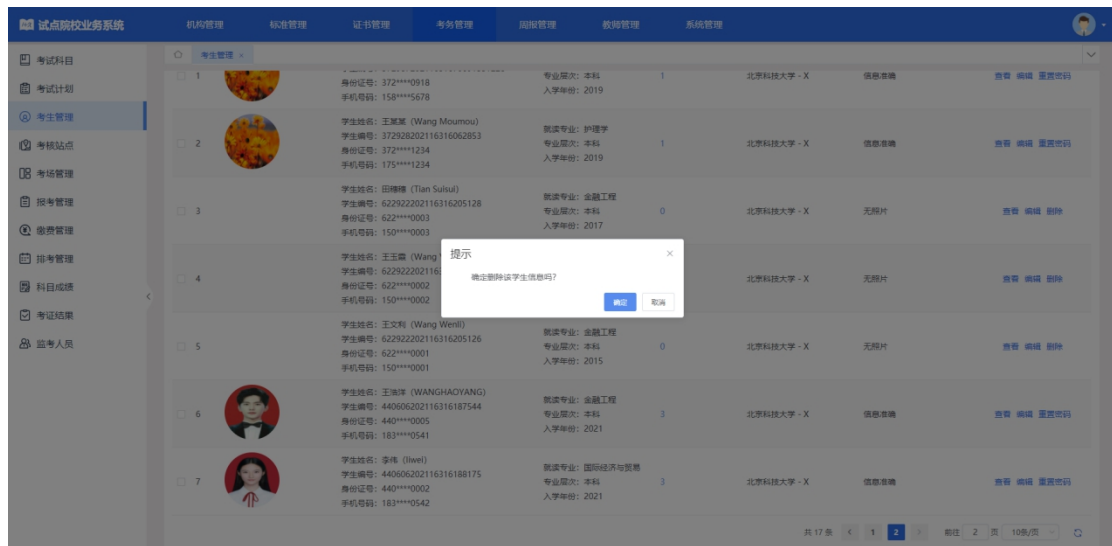 试点院校业务系统 机构管理 标准管理 证书管理 考务管理 周报管理 教师管理 系统管理
考试科目
考试计划
考生管理
考核站点
考场管理
报考管理
缴费管理
排考管理
科目成绩
考证结果
监考人员
考生管理 ×
1
身份证号：372****0918
手机号码：158****5678
专业层次：本科
入学年份：2019
1 北京科技大学 - X 信息准确 查看 编辑 重置密码
2
学生姓名：王某某（Wang Moumou）
学生编号：372928202116316062853
身份证号：372****1234
手机号码：175****1234
就读专业：护理学
专业层次：本科
入学年份：2019
1 北京科技大学 - X 信息准确 查看 编辑 重置密码
3
学生姓名：田穗穗（Tian Suisui）
学生编号：622922202116316205128
身份证号：622****0003
手机号码：150****0003
就读专业：金融工程
专业层次：本科
入学年份：2017
0 北京科技大学 - X 无照片 查看 编辑 删除
4
学生姓名：王玉霞（Wang
学生编号：6229222021163
身份证号：622****0002
手机号码：150****0002
北京科技大学 - X 无照片 查看 编辑 删除
提示 ×
确定删除该学生信息吗？
确定 取消
5
学生姓名：王文利（Wang Wenli）
学生编号：622922202116316205126
身份证号：622****0001
手机号码：150****0001
就读专业：金融工程
专业层次：本科
入学年份：2015
0 北京科技大学 - X 无照片 查看 编辑 删除
6
学生姓名：王浩洋（WANGHAOYANG）
学生编号：440606202116316187544
身份证号：440****0005
手机号码：183****0541
就读专业：金融工程
专业层次：本科
入学年份：2021
3 北京科技大学 - X 信息准确 查看 编辑 重置密码
7
学生姓名：李伟（liwei）
学生编号：440606202116316188175
身份证号：440****0002
手机号码：183****0542
就读专业：国际经济与贸易
专业层次：本科
入学年份：2021
3 北京科技大学 - X 信息准确 查看 编辑 重置密码
共 17 条 < 1 2 > 前往 2 页 10条/页